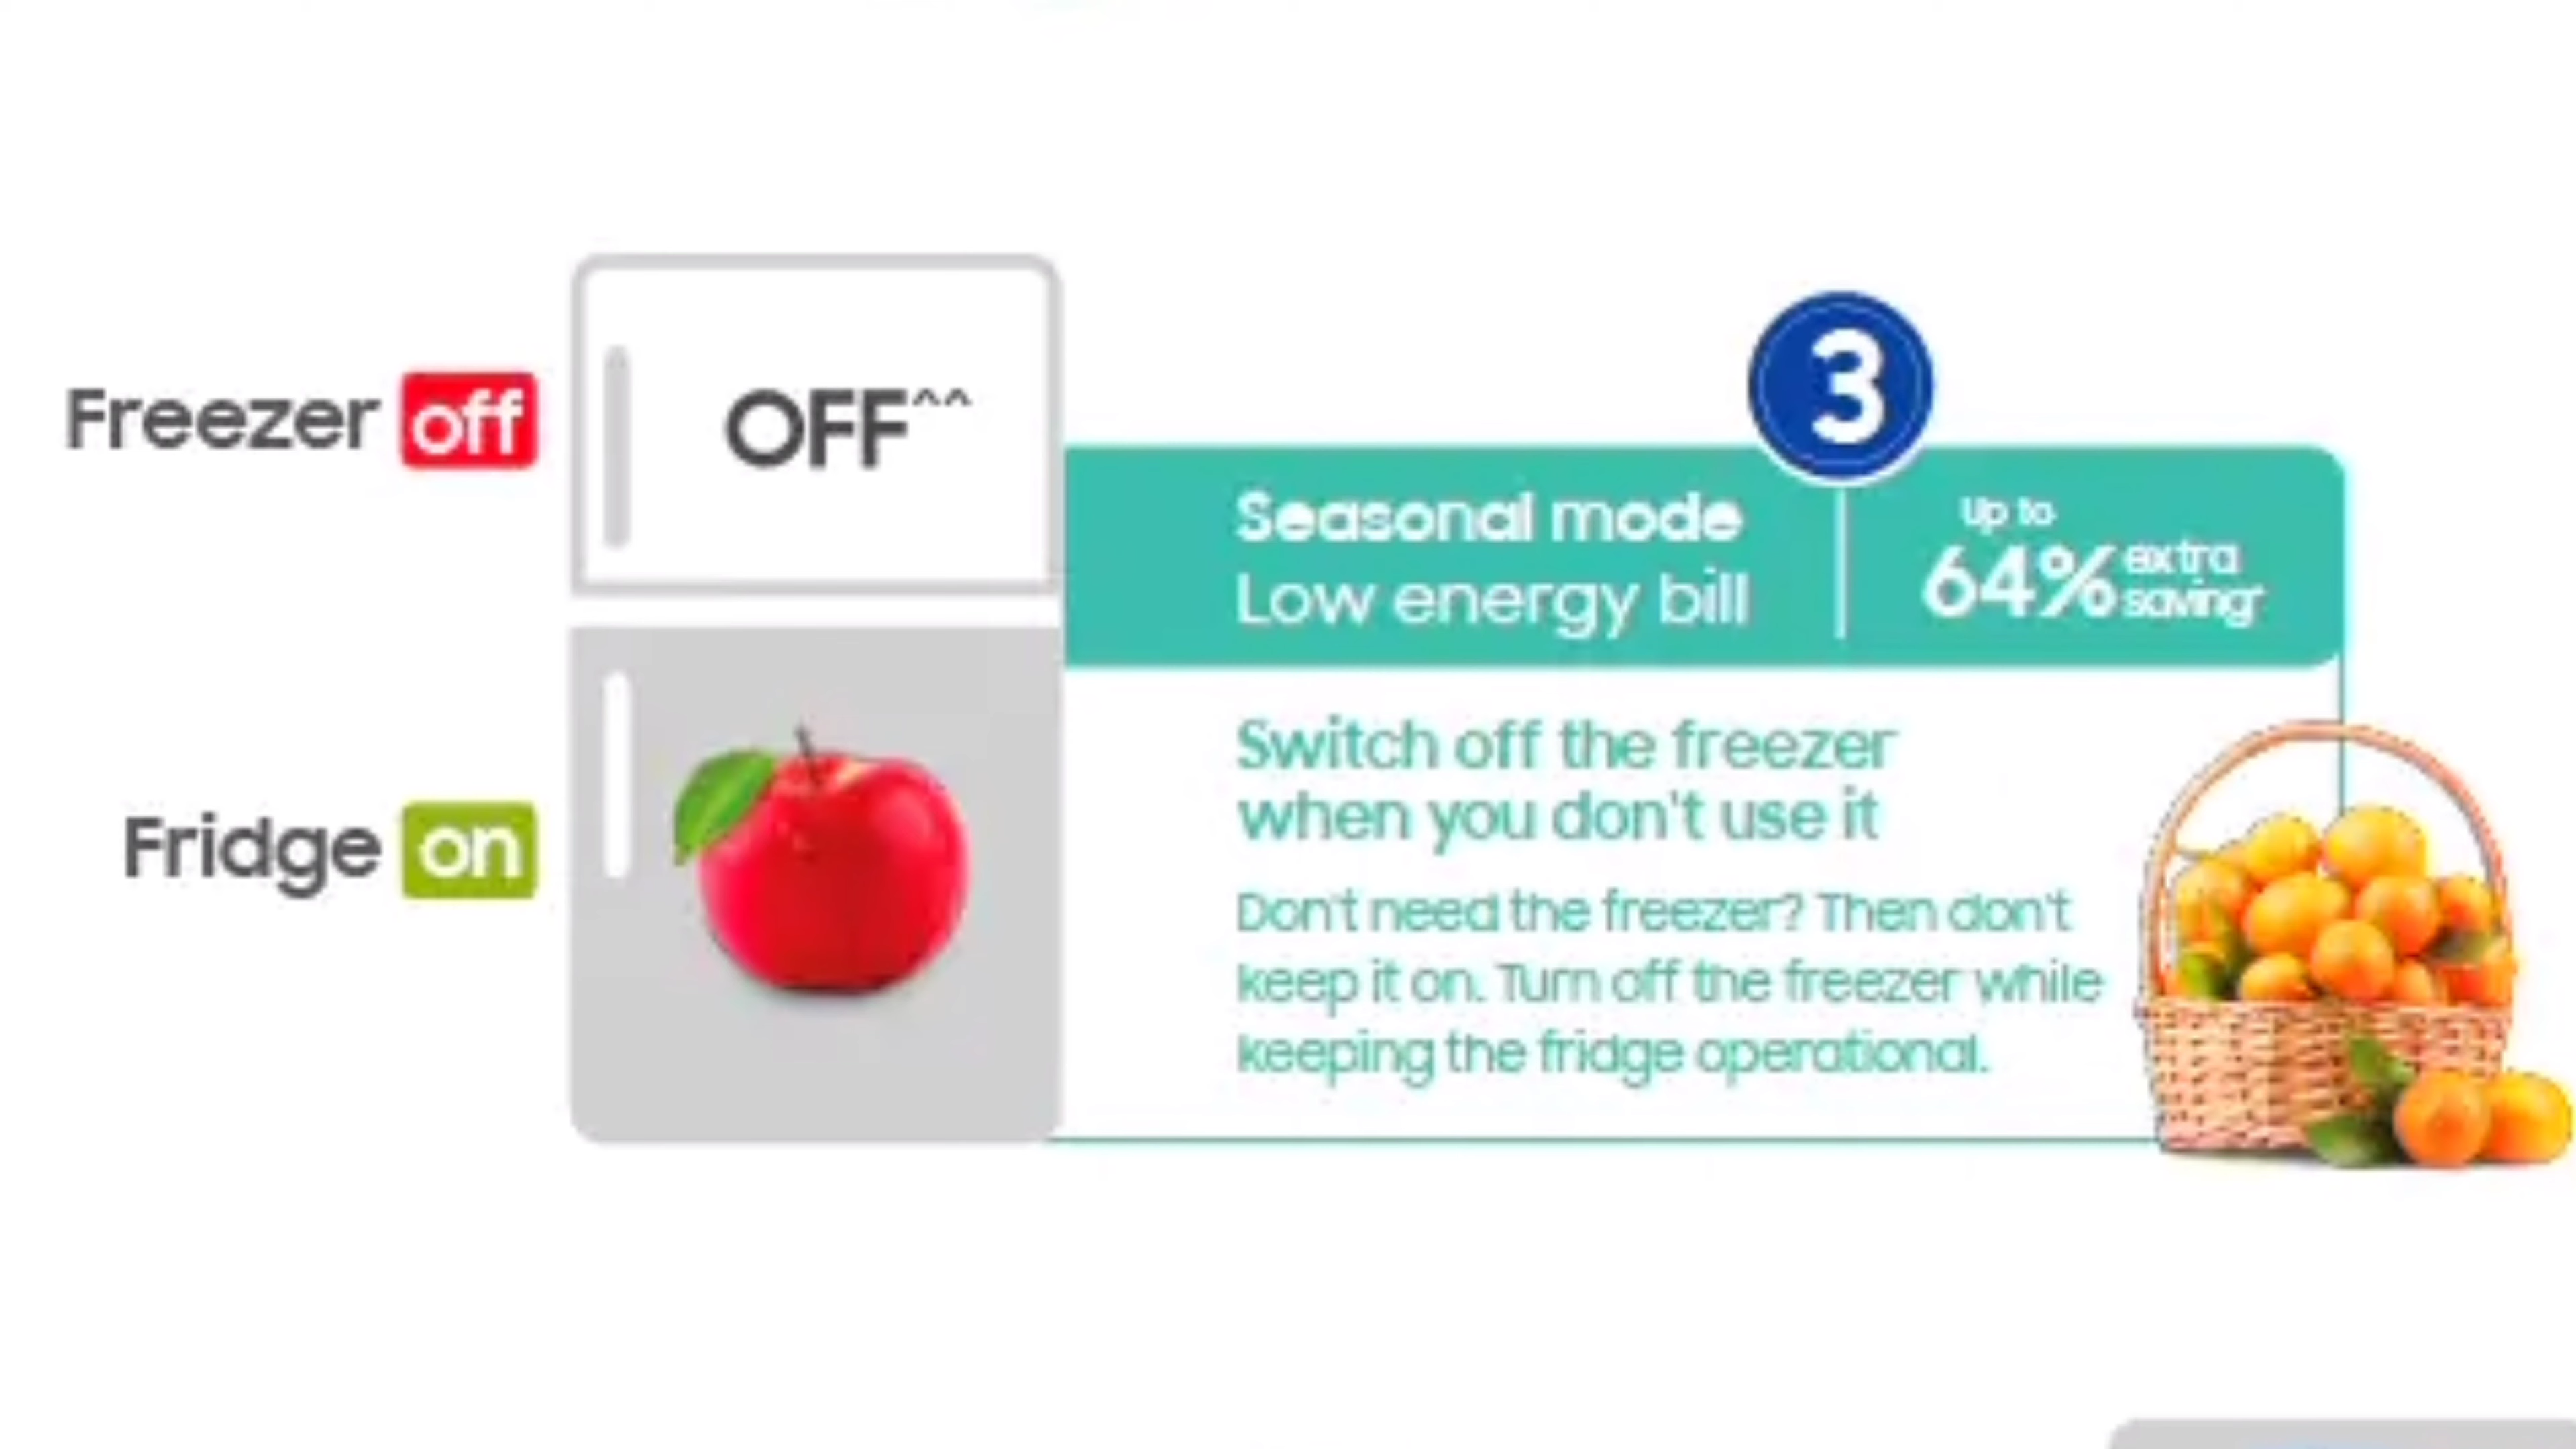 Freezer off
OFF^^
Fridge on
3
Seasonal mode
Low energy bill
Up to
64% extra
saving*
Switch off the freezer
when you don't use it
Don't need the freezer? Then don't
keep it on. Turn off the freezer while
keeping the fridge operational.